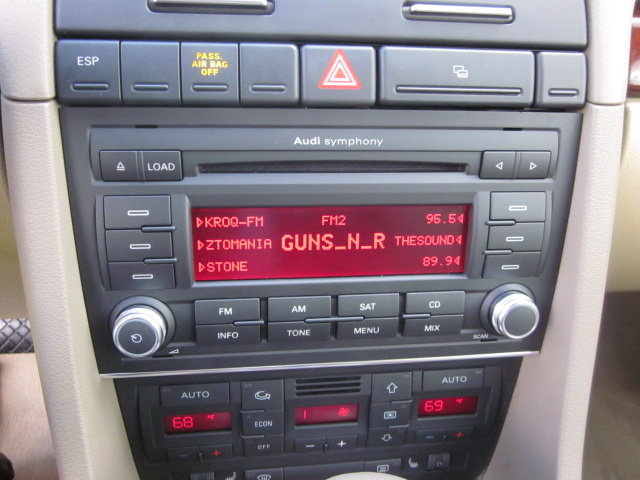 ESP
PASS.
AIR BAG
OFF
Audi symphony
LOAD
KROQ-FM FM2 95.5
ZTOMANIA GUNS_N_R THESOUND
STONE 89.9
FM AM SAT CD
INFO TONE MENU MIX
SCAN
AUTO AUTO
68 °F 1 69 °F
ECON
OFF